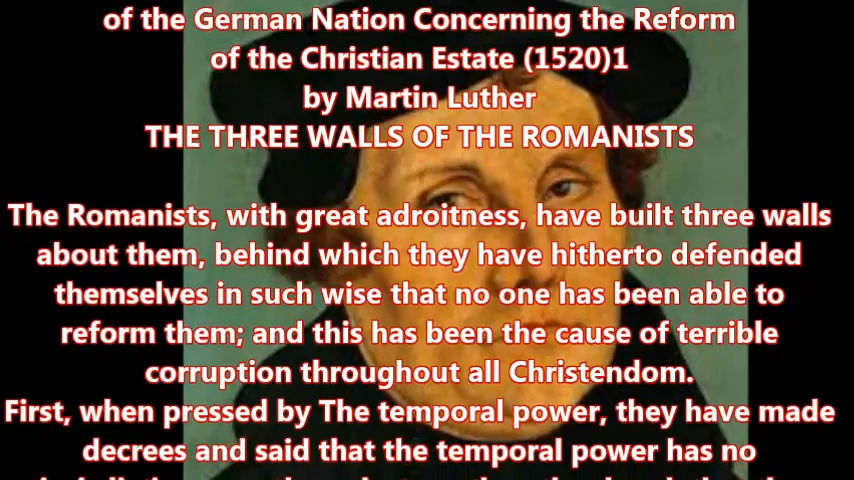 of the German Nation Concerning the Reform
of the Christian Estate (1520)1
by Martin Luther
THE THREE WALLS OF THE ROMANISTS
The Romanists, with great adroitness, have built three walls
about them, behind which they have hitherto defended
themselves in such wise that no one has been able to
reform them; and this has been the cause of terrible
corruption throughout all Christendom.
First, when pressed by The temporal power, they have made
decrees and said that the temporal power has no